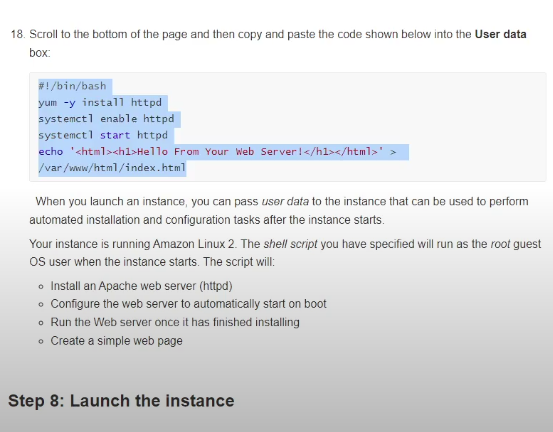 18. Scroll to the bottom of the page and then copy and paste the code shown below into the User data
box:
#!/bin/bash
yum -y install httpd
systemctl enable httpd
systemctl start httpd
echo '<html><h1>Hello From Your Web Server!</h1></html>' >
/var/www/html/index.html
When you launch an instance, you can pass user data to the instance that can be used to perform
automated installation and configuration tasks after the instance starts.
Your instance is running Amazon Linux 2. The shell script you have specified will run as the root guest
OS user when the instance starts. The script will:
◦ Install an Apache web server (httpd)
◦ Configure the web server to automatically start on boot
◦ Run the Web server once it has finished installing
◦ Create a simple web page
Step 8: Launch the instance